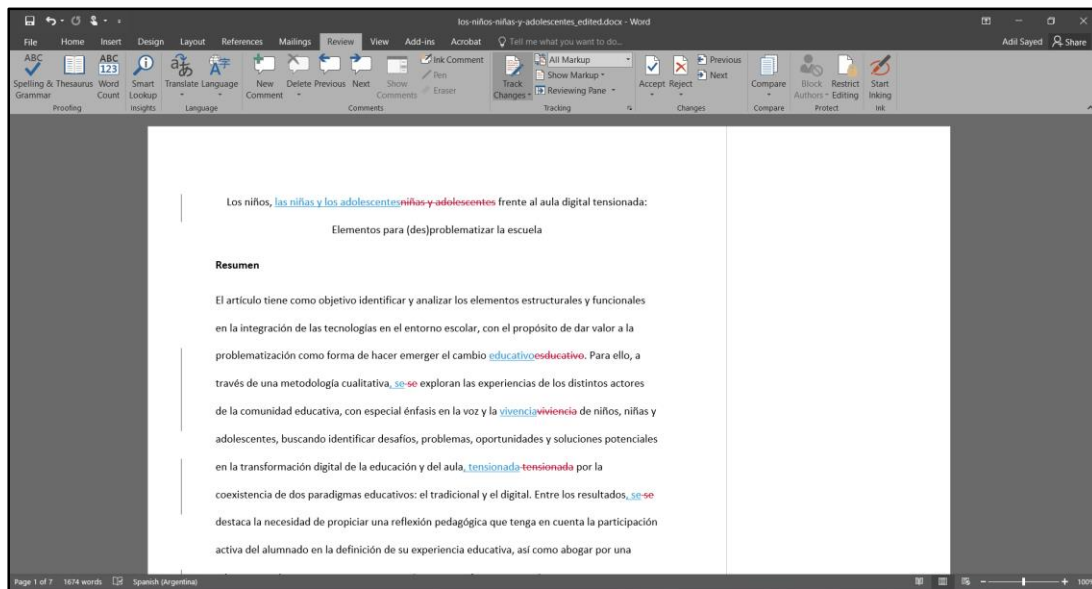 los-niños-niñas-y-adolescentes_edited.docx - Word
File Home Insert Design Layout References Mailings Review View Add-ins Acrobat Tell me what you want to do... Adil Sayed Share
ABC Spelling & Grammar Thesaurus ABC 123 Word Count Smart Lookup Translate Language New Comment Delete Previous Next Show Comments Ink Comment Pen Eraser Track Changes All Markup Show Markup Reviewing Pane Accept Reject Previous Next Compare Block Authors Restrict Editing Start Inking
Proofing Insights Language Comments Tracking Changes Compare Protect Ink
Los niños, las niñas y los adolescentesniñas y adolescentes frente al aula digital tensionada:
Elementos para (des)problematizar la escuela
Resumen
El artículo tiene como objetivo identificar y analizar los elementos estructurales y funcionales
en la integración de las tecnologías en el entorno escolar, con el propósito de dar valor a la
problematización como forma de hacer emerger el cambio educativoesducativo. Para ello, a
través de una metodología cualitativa, se se exploran las experiencias de los distintos actores
de la comunidad educativa, con especial énfasis en la voz y la vivenciaviviencia de niños, niñas y
adolescentes, buscando identificar desafíos, problemas, oportunidades y soluciones potenciales
en la transformación digital de la educación y del aula, tensionada tensionada por la
coexistencia de dos paradigmas educativos: el tradicional y el digital. Entre los resultados, se se
destaca la necesidad de propiciar una reflexión pedagógica que tenga en cuenta la participación
activa del alumnado en la definición de su experiencia educativa, así como abogar por una
Page 1 of 7 1674 words Spanish (Argentina) 100%